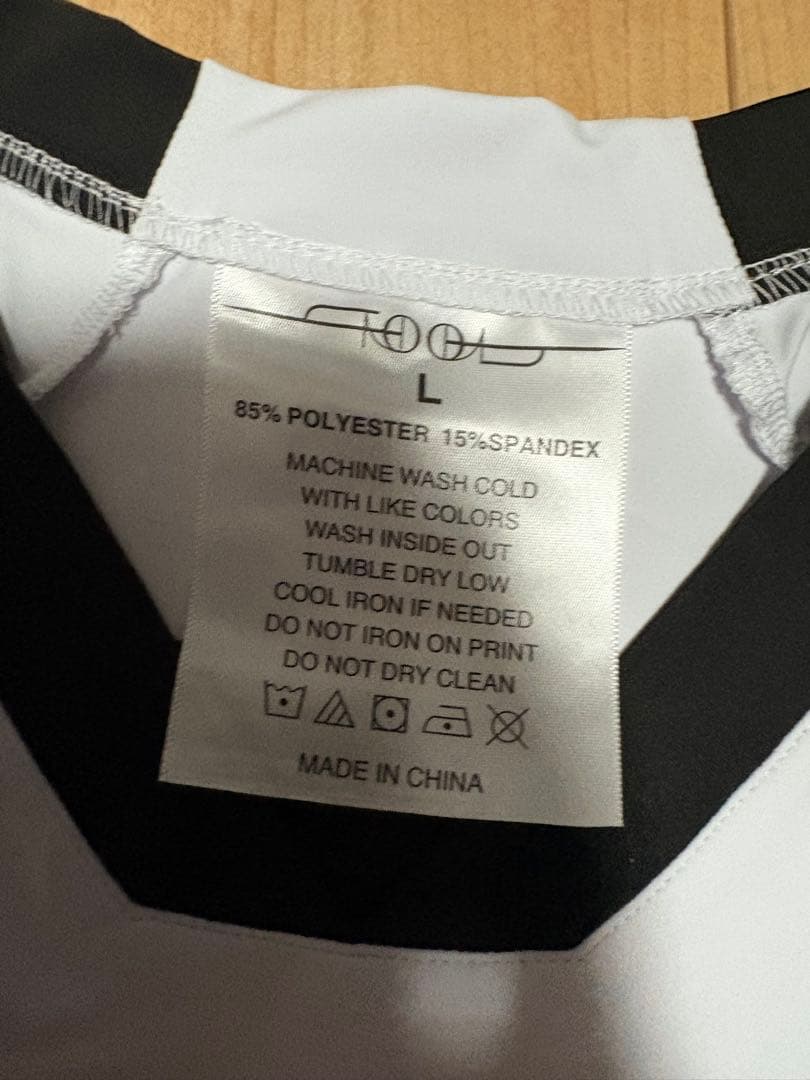 TOOL
L
85% POLYESTER 15%SPANDEX
MACHINE WASH COLD
WITH LIKE COLORS
WASH INSIDE OUT
TUMBLE DRY LOW
COOL IRON IF NEEDED
DO NOT IRON ON PRINT
DO NOT DRY CLEAN
MADE IN CHINA